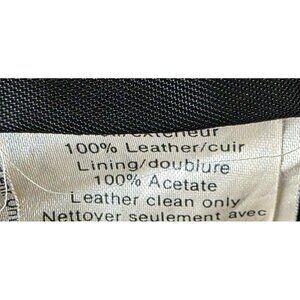 100% Leather/cuir
Lining/doublure
100% Acetate
Leather clean only
Nettoyer seulement avec